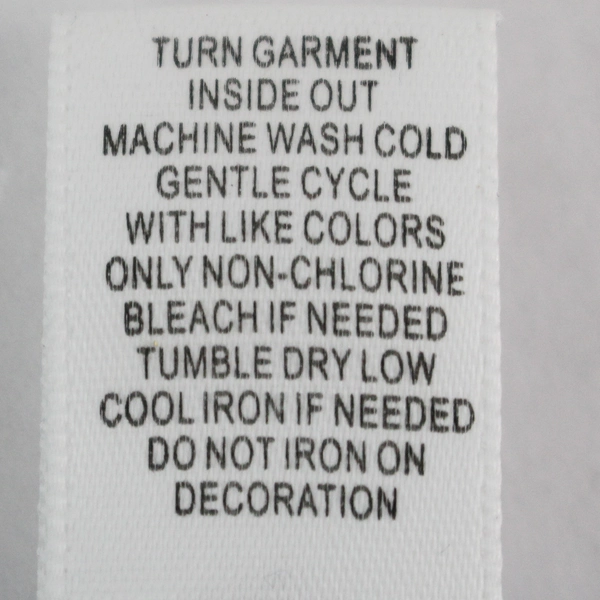 TURN GARMENT
INSIDE OUT
MACHINE WASH COLD
GENTLE CYCLE
WITH LIKE COLORS
ONLY NON-CHLORINE
BLEACH IF NEEDED
TUMBLE DRY LOW
COOL IRON IF NEEDED
DO NOT IRON ON
DECORATION